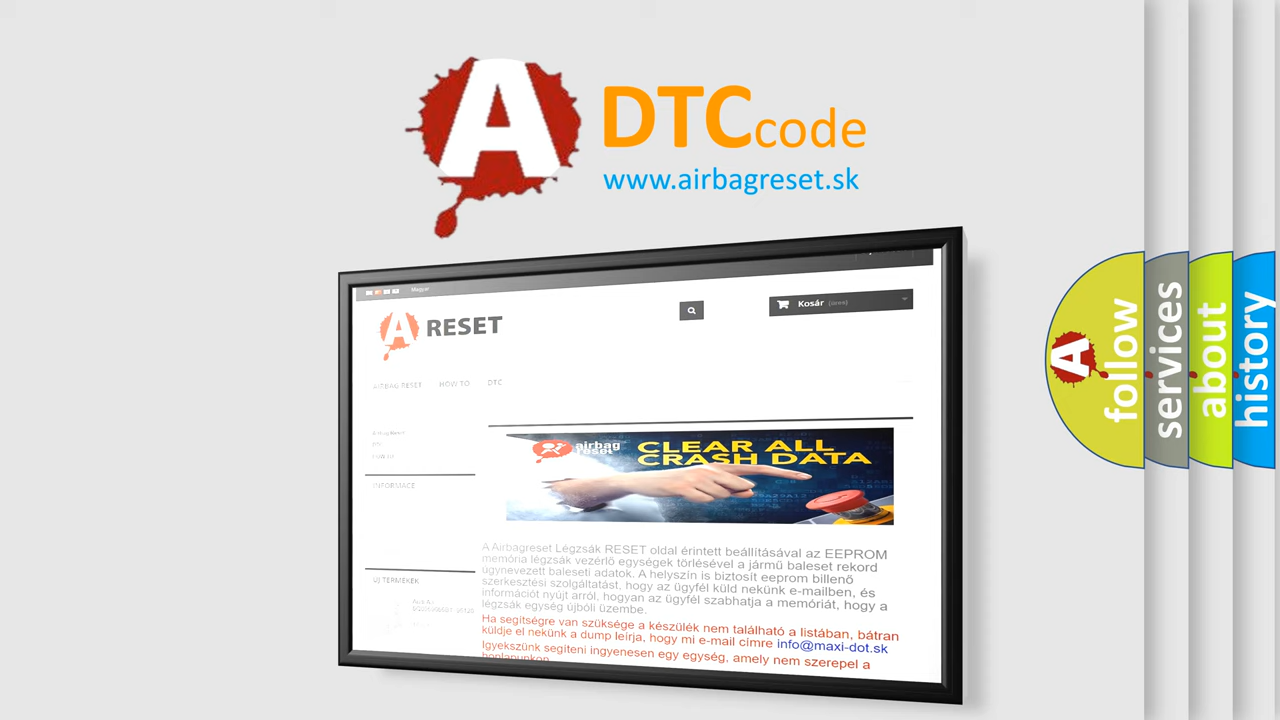 A
DTCcode
www.airbagreset.sk
Magyar
A RESET
Kosár (üres)
AIRBAG RESET HOW TO DTC
INFORMACE
ÚJ TERMÉKEK
airbag
reset
CLEAR ALL
CRASH DATA
A Airbagreset Légzsák RESET oldal érintett beállításával az EEPROM
memória légzsák vezérlő egységek törlésével a jármű baleset rekord
úgynevezett baleseti adatok. A helyszín is biztosít eeprom billenő
szerkesztési szolgáltatást, hogy az ügyfél küld nekünk e-mailben, és
információt nyújt arról, hogyan az ügyfél szabhatja a memóriát, hogy a
légzsák egység újbóli üzembe.
Ha segítségre van szüksége a készülék nem található a listában, bátran
küldje el nekünk a dump leírja, hogy mi e-mail címre info@maxi-dot.sk
Igyekszünk segíteni ingyenesen egy egység, amely nem szerepel a
honlapunkon
A
follow
services
about
history